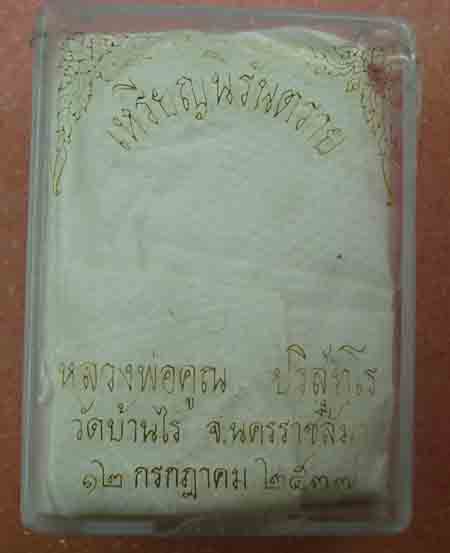 เหรียญนรันตราย
หลวงพ่อคูณ ปริสุทฺโธ
วัดบ้านไร่ จ.นครราชสีมา
๑๒ กรกฎาคม ๒๕๓๗